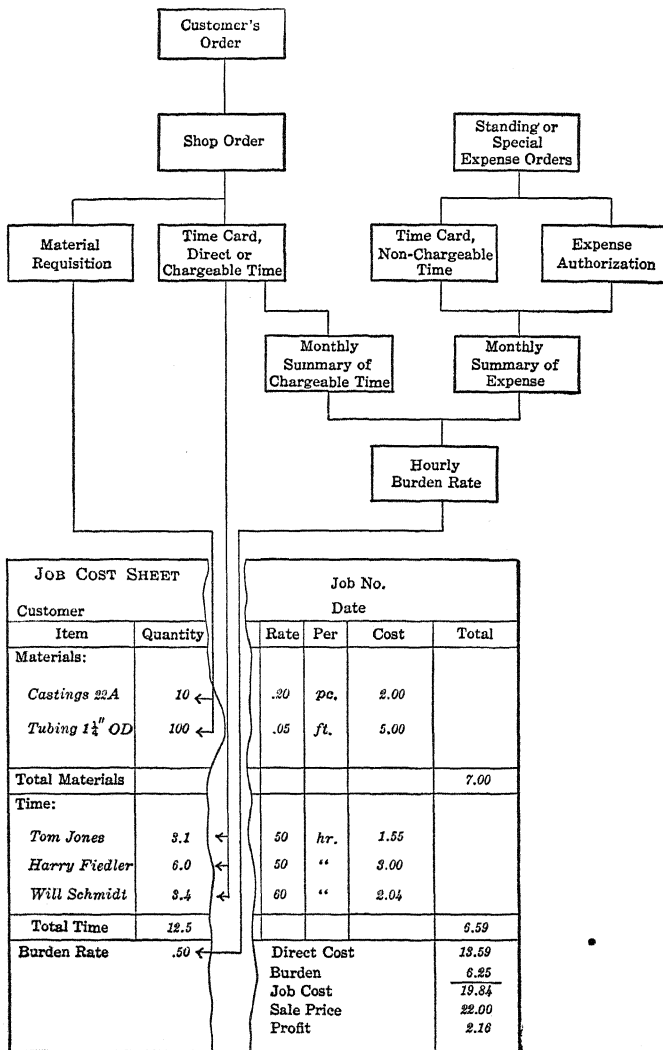 Customer's
Order
Shop Order
Standing or
Special
Expense Orders
Material
Requisition
Time Card,
Direct or
Chargeable Time
Time Card,
Non-Chargeable
Time
Expense
Authorization
Monthly
Summary of
Chargeable Time
Monthly
Summary of
Expense
Hourly
Burden Rate
JOB COST SHEET Job No.
Customer Date
Item Quantity Rate Per Cost Total
Materials:
Castings 22A 10 .20 pc. 2.00
Tubing 1¼" OD 100 .05 ft. 5.00
Total Materials 7.00
Time:
Tom Jones 3.1 50 hr. 1.55
Harry Fiedler 6.0 50 " 3.00
Will Schmidt 3.4 60 " 2.04
Total Time 12.5 6.59
Burden Rate .50 Direct Cost 13.59
Burden 6.25
Job Cost 19.84
Sale Price 22.00
Profit 2.16